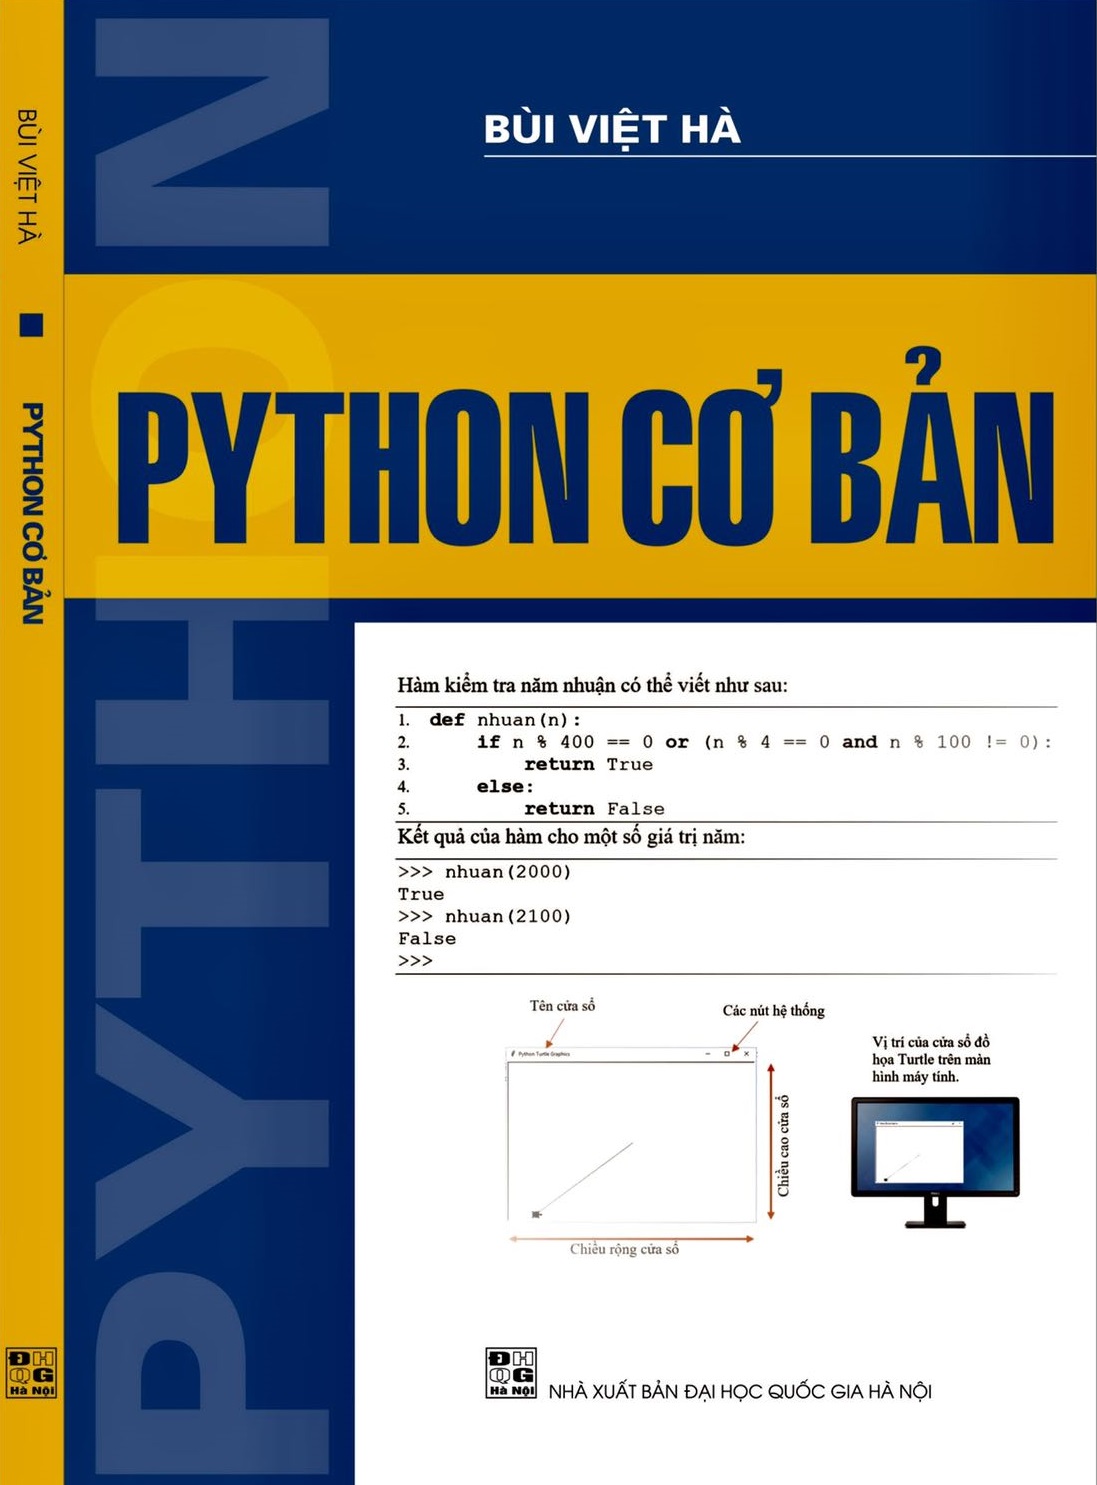 BÙI VIỆT HÀ
PYTHON CƠ BẢN
ĐH
QG
Hà Nội
PYTHON
BÙI VIỆT HÀ
PYTHON CƠ BẢN
Hàm kiểm tra năm nhuận có thể viết như sau:
1. def nhuan(n):
2. if n % 400 == 0 or (n % 4 == 0 and n % 100 != 0):
3. return True
4. else:
5. return False
Kết quả của hàm cho một số giá trị năm:
>>> nhuan(2000)
True
>>> nhuan(2100)
False
>>>
Tên cửa sổ
Các nút hệ thống
Python Turtle Graphics
Chiều cao cửa sổ
Chiều rộng cửa sổ
Vị trí của cửa sổ đồ
họa Turtle trên màn
hình máy tính.
ĐH
QG
Hà Nội
NHÀ XUẤT BẢN ĐẠI HỌC QUỐC GIA HÀ NỘI